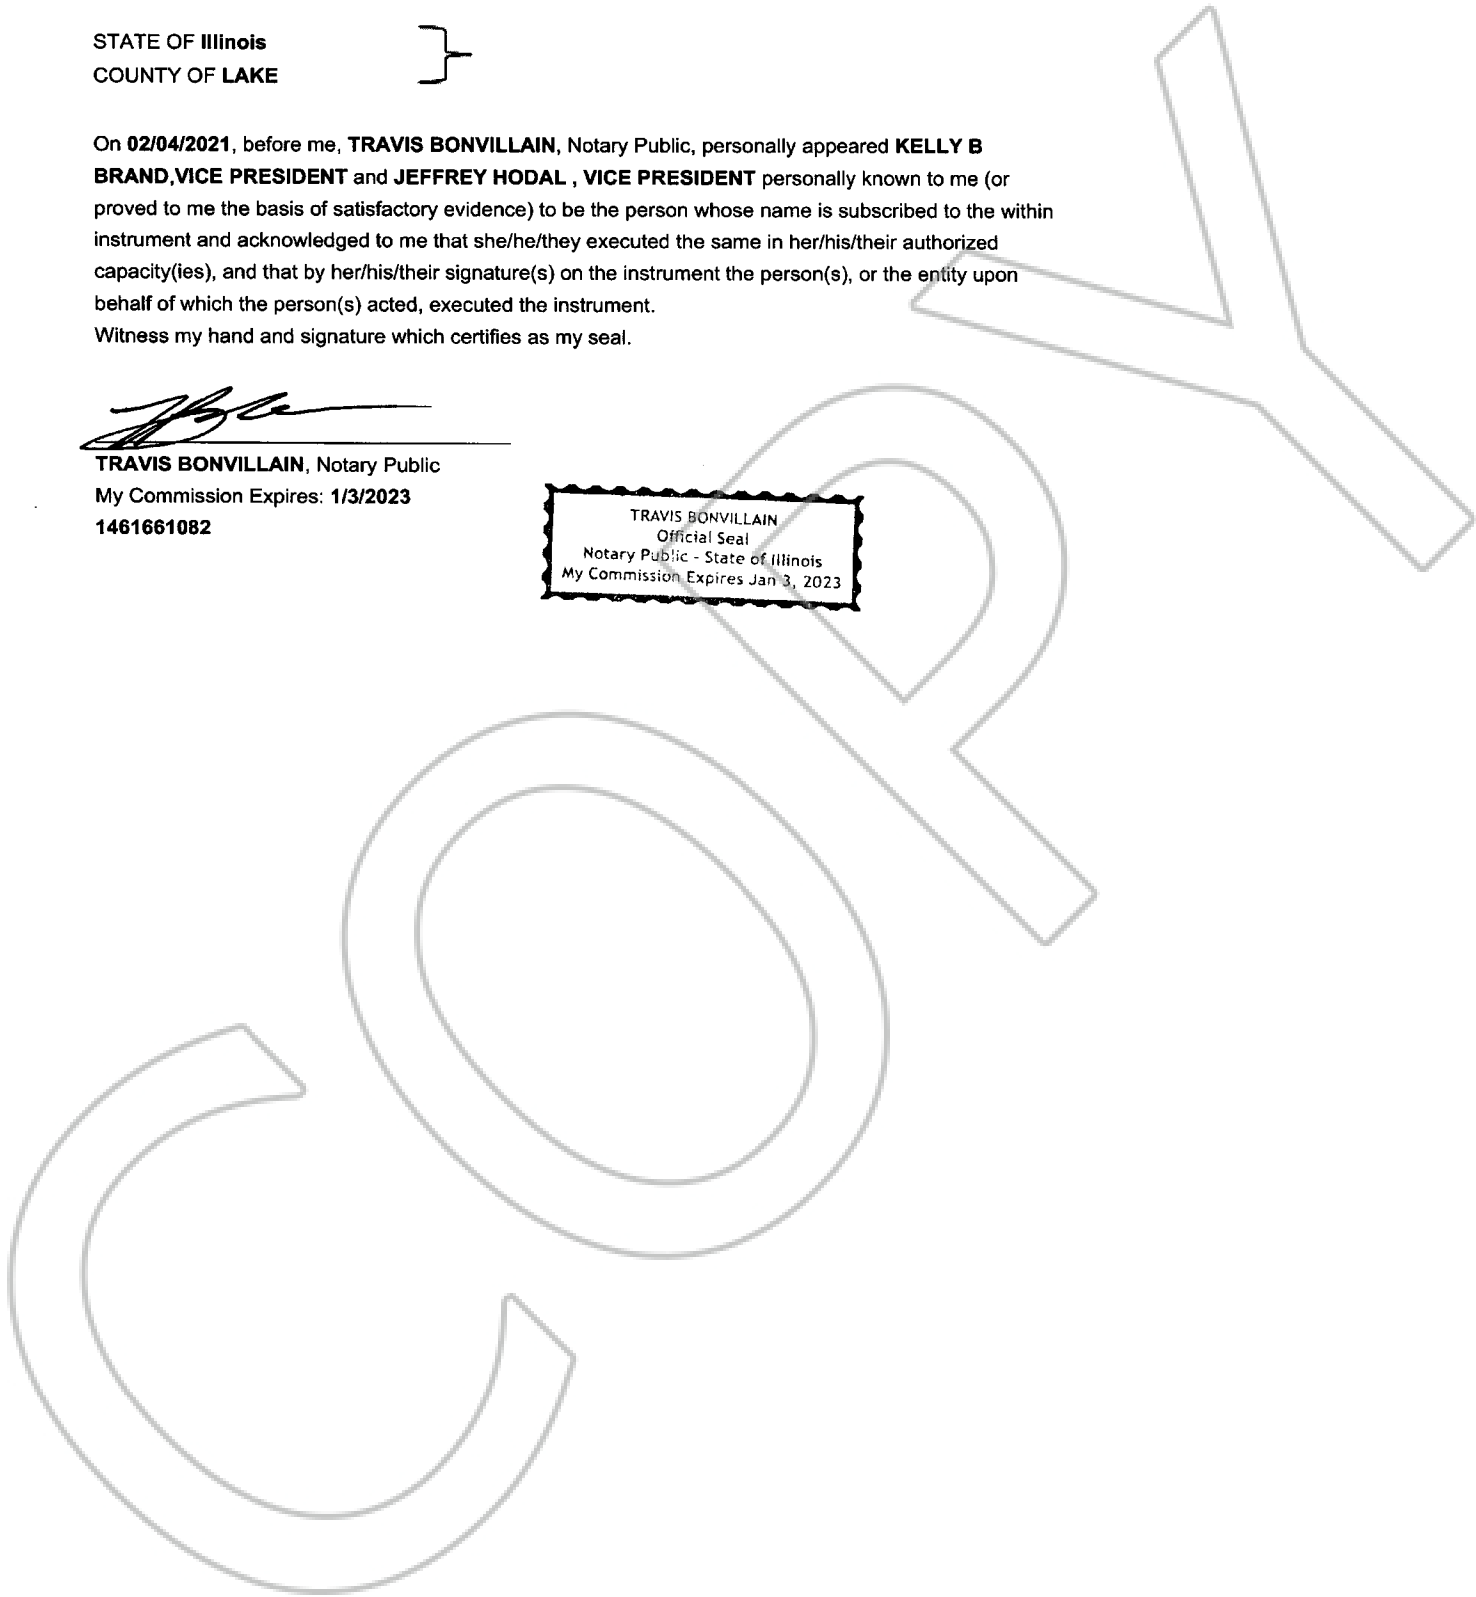 STATE OF Illinois
COUNTY OF LAKE
On 02/04/2021, before me, TRAVIS BONVILLAIN, Notary Public, personally appeared KELLY B
BRAND,VICE PRESIDENT and JEFFREY HODAL , VICE PRESIDENT personally known to me (or
proved to me the basis of satisfactory evidence) to be the person whose name is subscribed to the within
instrument and acknowledged to me that she/he/they executed the same in her/his/their authorized
capacity(ies), and that by her/his/their signature(s) on the instrument the person(s), or the entity upon
behalf of which the person(s) acted, executed the instrument.
Witness my hand and signature which certifies as my seal.
TRAVIS BONVILLAIN, Notary Public
My Commission Expires: 1/3/2023
1461661082
TRAVIS BONVILLAIN
Official Seal
Notary Public - State of Illinois
My Commission Expires Jan 3, 2023
COPY